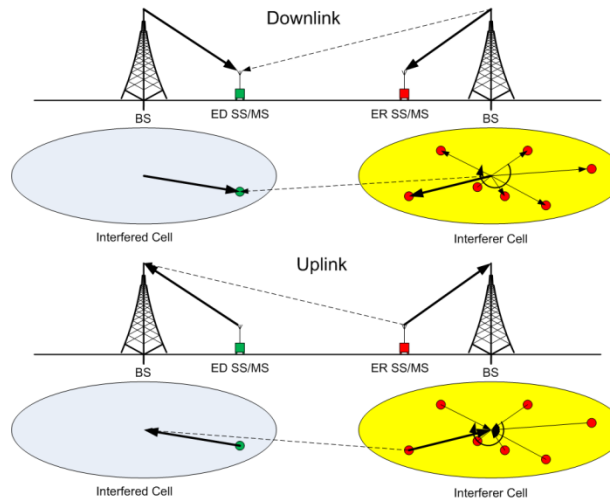 Downlink
BS
ED SS/MS
ER SS/MS
BS
Interfered Cell
Interferer Cell
Uplink
BS
ED SS/MS
ER SS/MS
BS
Interfered Cell
Interferer Cell